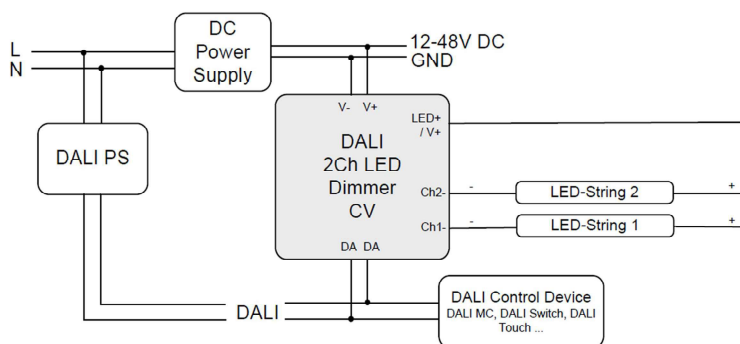 L
N
DC
Power
Supply
12-48V DC
GND
DALI PS
V- V+
LED+
/ V+
DALI
2Ch LED
Dimmer
CV
Ch2-
Ch1-
DA DA
- LED-String 2 +
- LED-String 1 +
DALI
DALI Control Device
DALI MC, DALI Switch, DALI
Touch ...